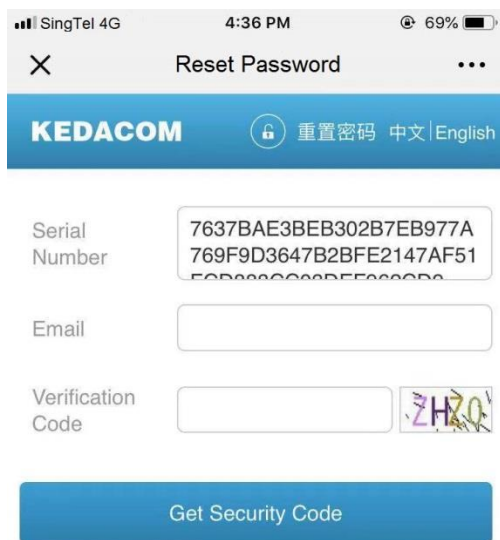 SingTel 4G 4:36 PM 69%
Reset Password
KEDACOM 重置密码 中文|English
Serial
Number
7637BAE3BEB302B7EB977A
769F9D3647B2BFE2147AF51
Email
Verification
Code
ZHZQ
Get Security Code